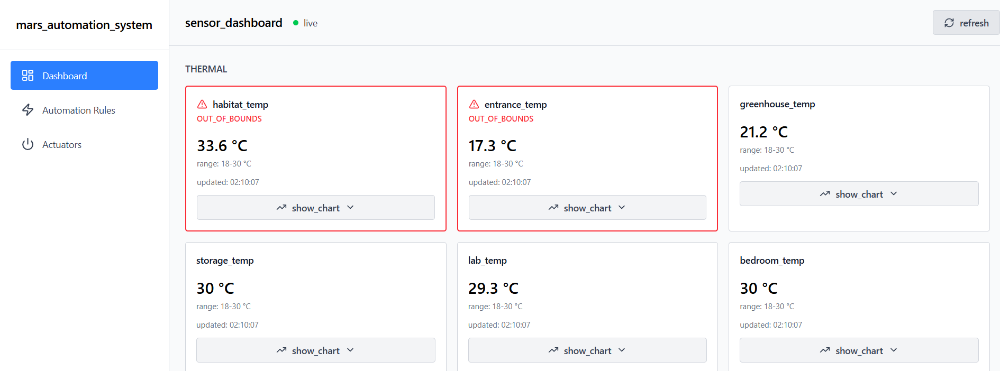 mars_automation_system
Dashboard
Automation Rules
Actuators
sensor_dashboard live
refresh
THERMAL
habitat_temp
OUT_OF_BOUNDS
33.6 °C
range: 18-30 °C
updated: 02:10:07
show_chart
entrance_temp
OUT_OF_BOUNDS
17.3 °C
range: 18-30 °C
updated: 02:10:07
show_chart
greenhouse_temp
21.2 °C
range: 18-30 °C
updated: 02:10:07
show_chart
storage_temp
30 °C
range: 18-30 °C
updated: 02:10:07
show_chart
lab_temp
29.3 °C
range: 18-30 °C
updated: 02:10:07
show_chart
bedroom_temp
30 °C
range: 18-30 °C
updated: 02:10:07
show_chart